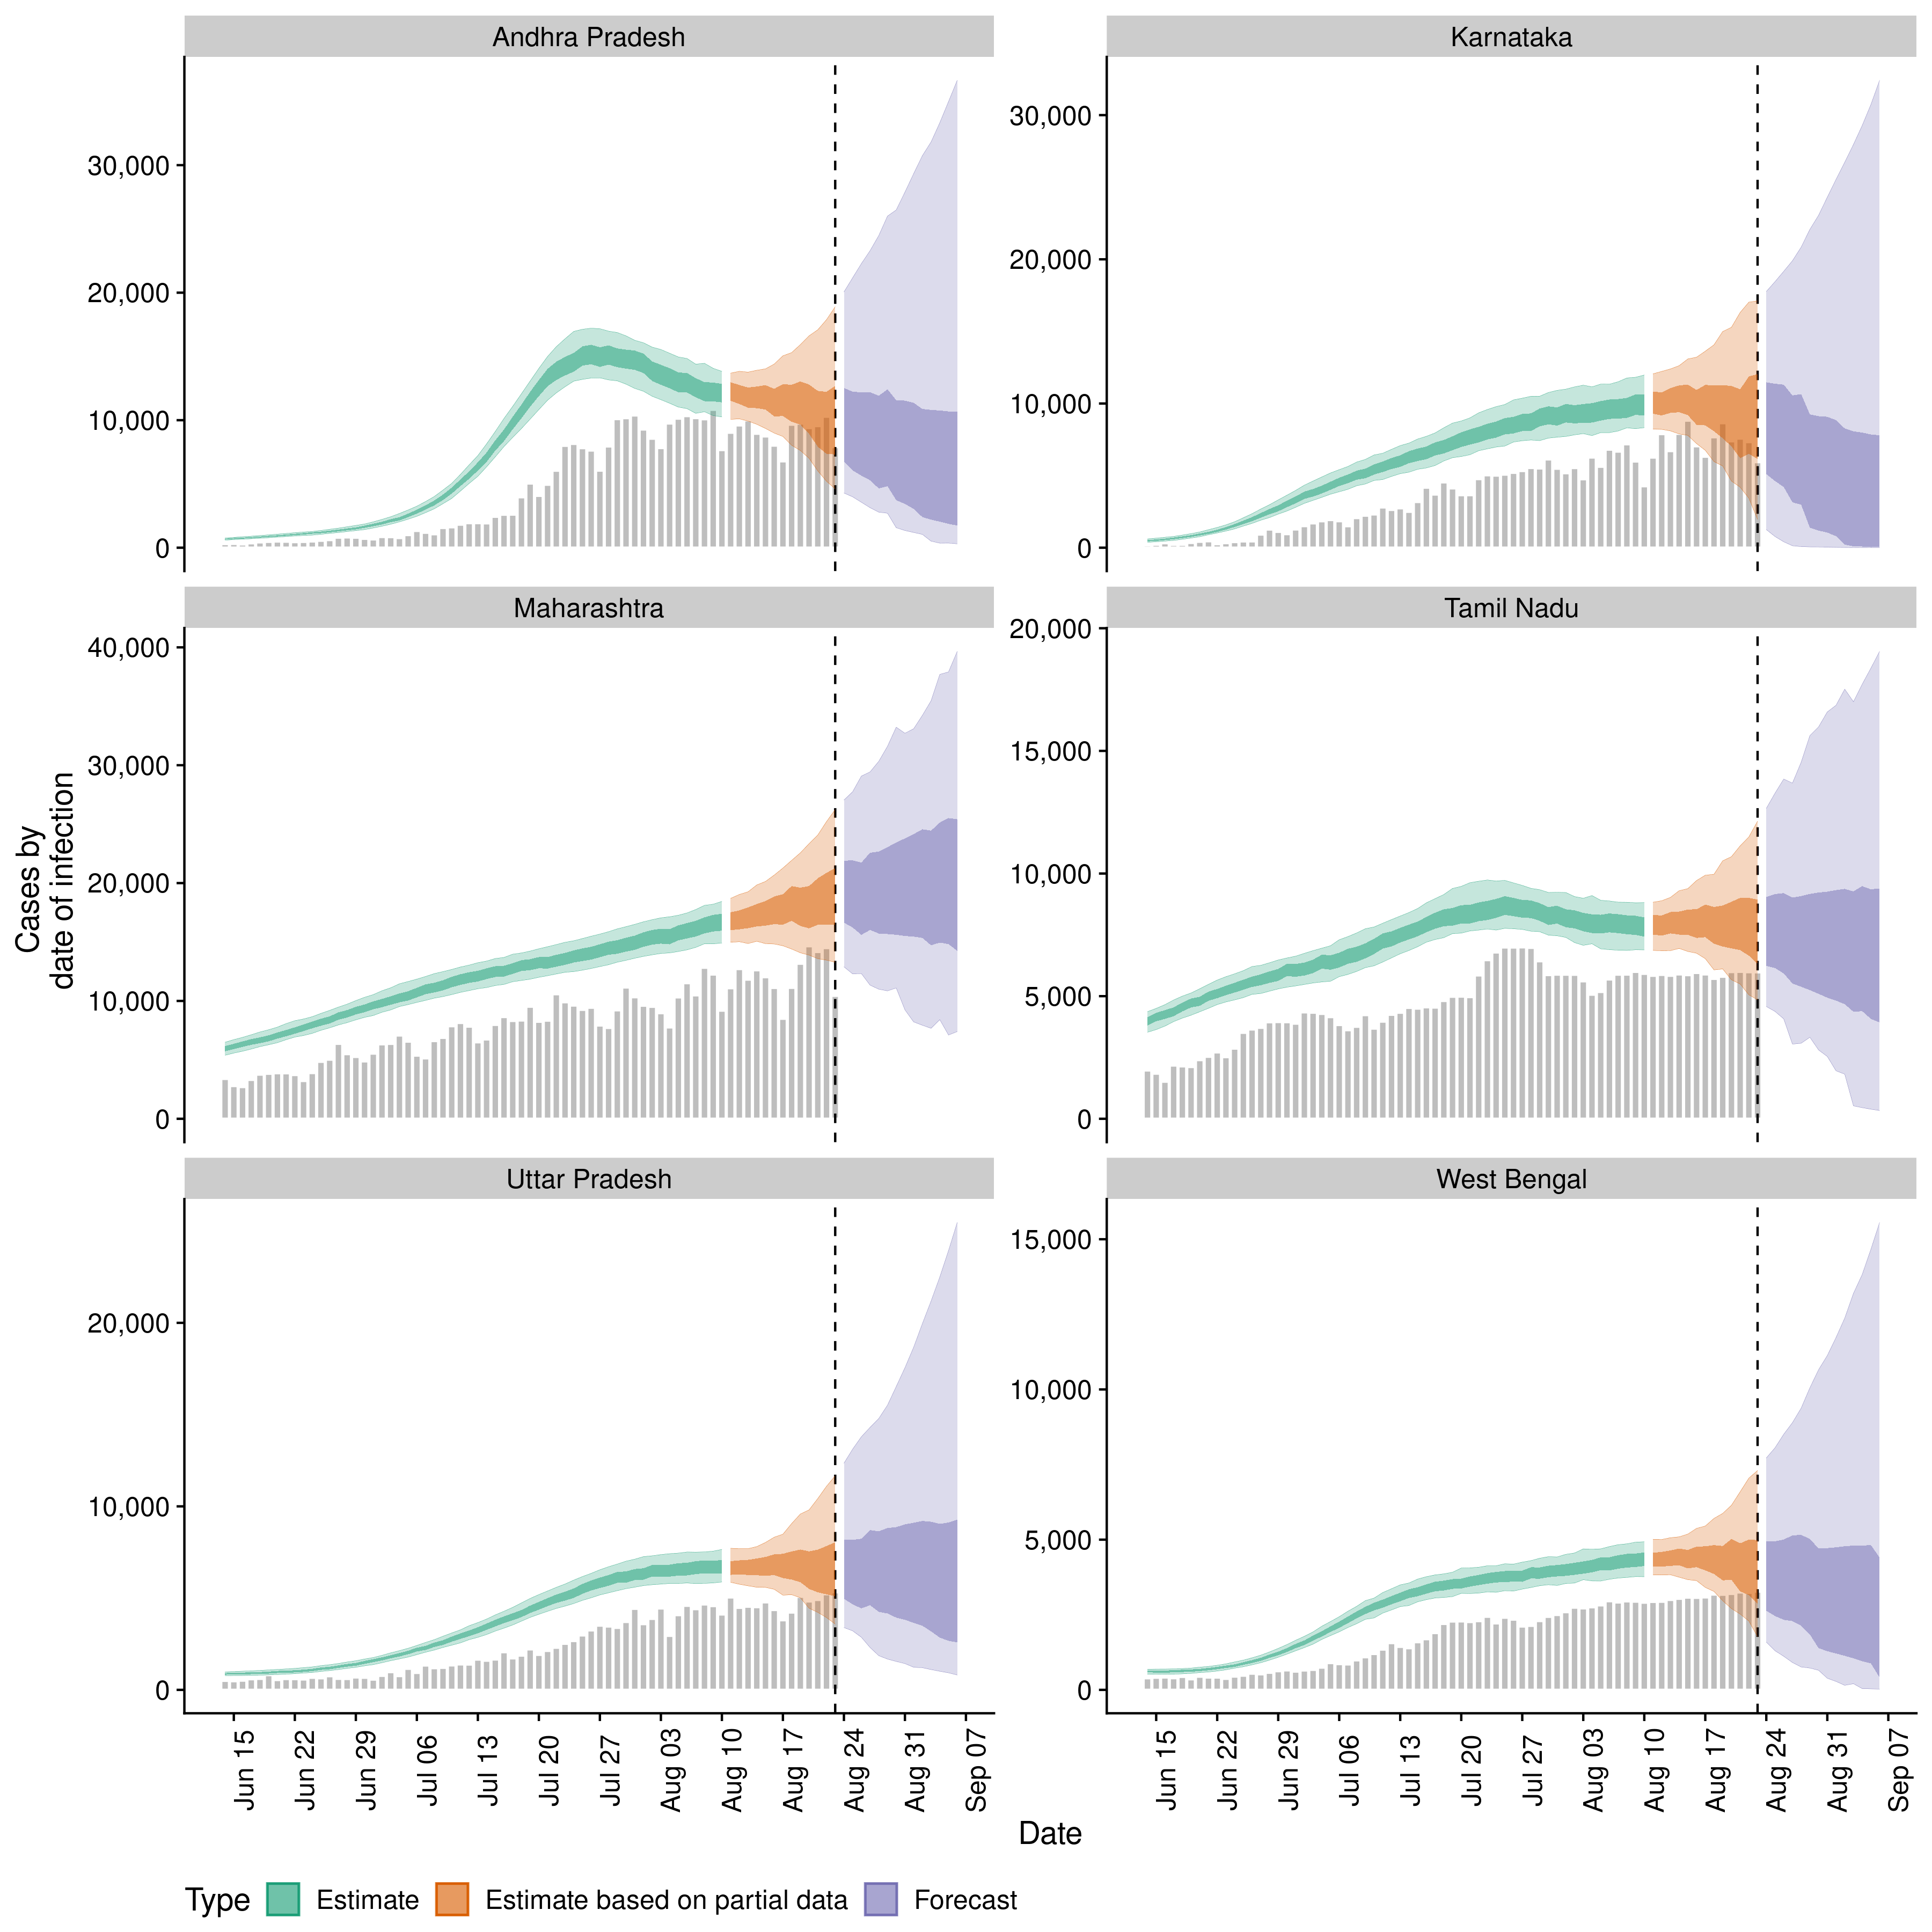 Andhra Pradesh
Karnataka
30,000
20,000
10,000
0
30,000
20,000
10,000
0
Maharashtra
Tamil Nadu
40,000
30,000
20,000
10,000
0
20,000
15,000
10,000
5,000
0
Uttar Pradesh
West Bengal
20,000
10,000
0
15,000
10,000
5,000
0
Cases by
date of infection
Jun 15
Jun 22
Jun 29
Jul 06
Jul 13
Jul 20
Jul 27
Aug 03
Aug 10
Aug 17
Aug 24
Aug 31
Sep 07
Jun 15
Jun 22
Jun 29
Jul 06
Jul 13
Jul 20
Jul 27
Aug 03
Aug 10
Aug 17
Aug 24
Aug 31
Sep 07
Date
Type Estimate Estimate based on partial data Forecast